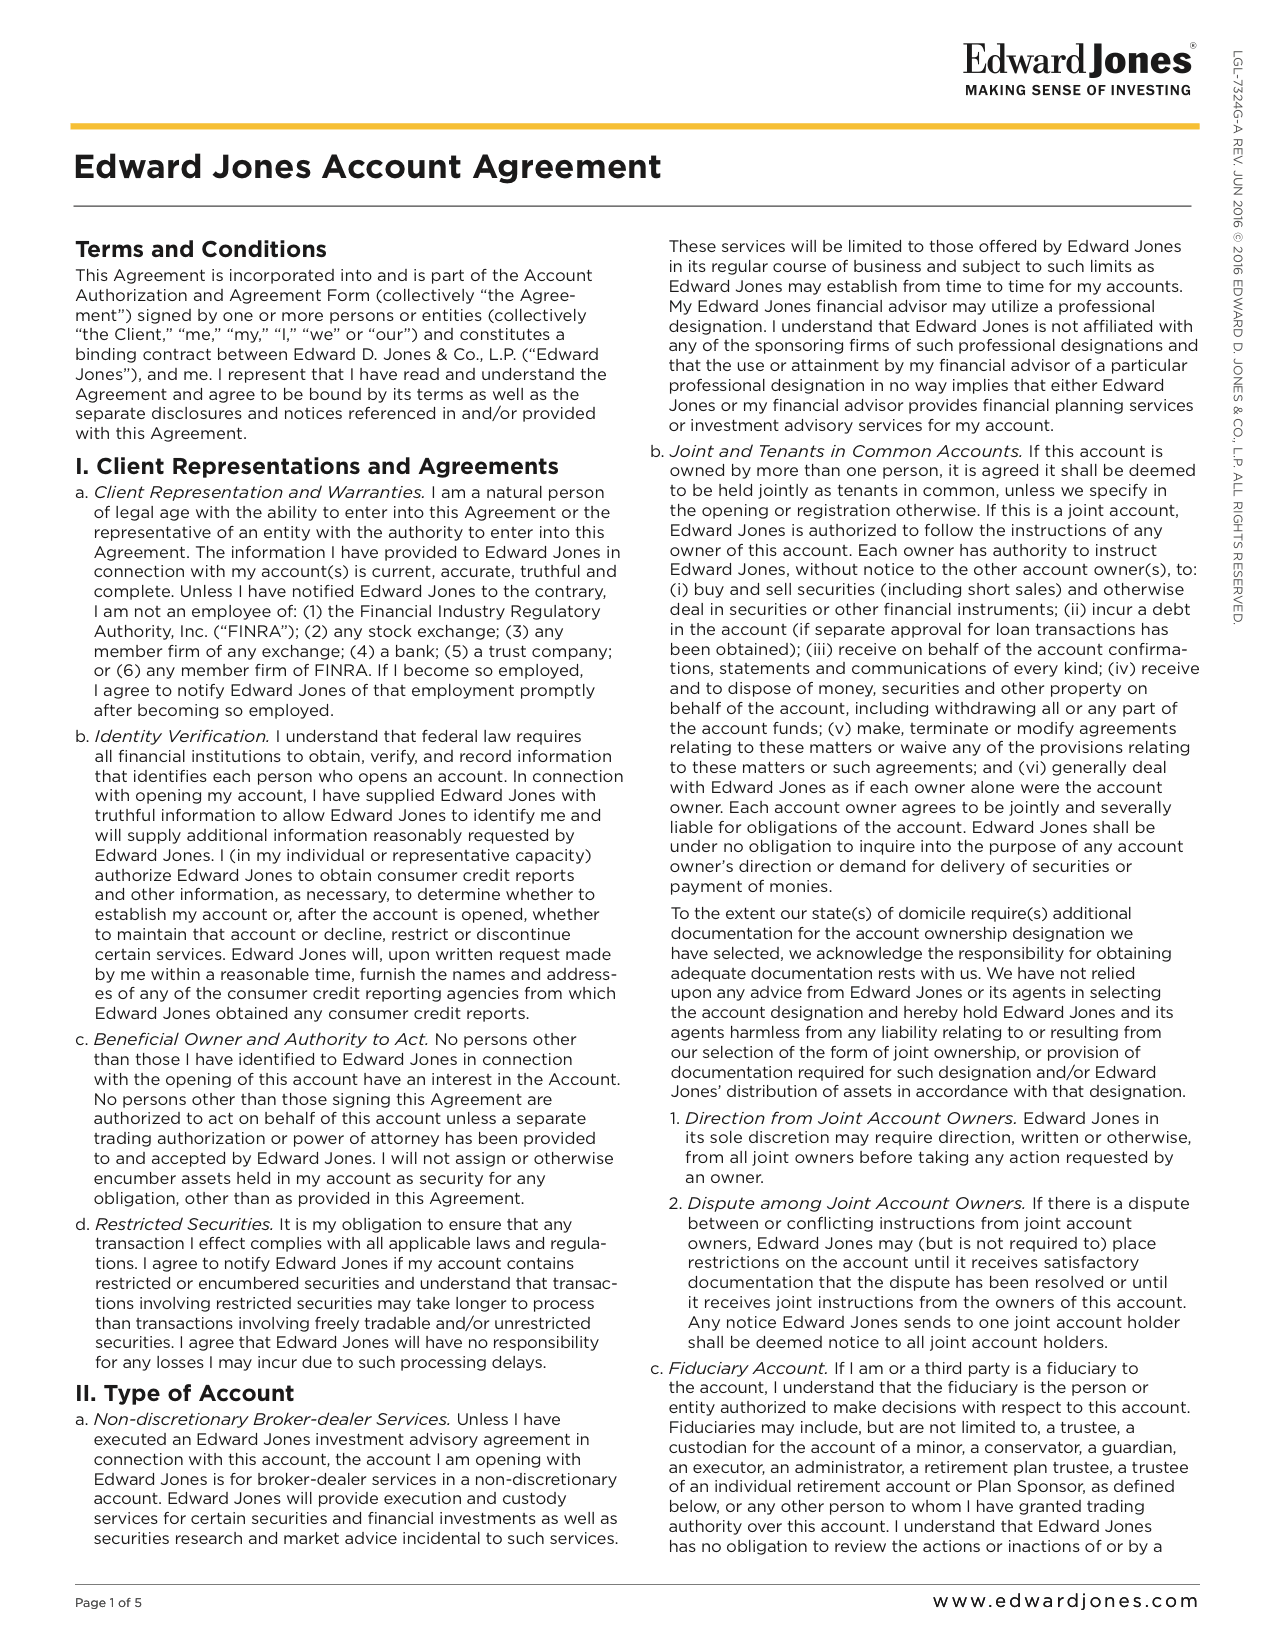 Edward Jones®
MAKING SENSE OF INVESTING
LGL-7324G-A REV. JUN 2016 © 2016 EDWARD D. JONES & CO., L.P. ALL RIGHTS RESERVED.
Edward Jones Account Agreement
Terms and Conditions
This Agreement is incorporated into and is part of the Account
Authorization and Agreement Form (collectively “the Agree-
ment”) signed by one or more persons or entities (collectively
“the Client,” “me,” “my,” “I,” “we” or “our”) and constitutes a
binding contract between Edward D. Jones & Co., L.P. (“Edward
Jones”), and me. I represent that I have read and understand the
Agreement and agree to be bound by its terms as well as the
separate disclosures and notices referenced in and/or provided
with this Agreement.
I. Client Representations and Agreements
a. Client Representation and Warranties. I am a natural person
of legal age with the ability to enter into this Agreement or the
representative of an entity with the authority to enter into this
Agreement. The information I have provided to Edward Jones in
connection with my account(s) is current, accurate, truthful and
complete. Unless I have notified Edward Jones to the contrary,
I am not an employee of: (1) the Financial Industry Regulatory
Authority, Inc. (“FINRA”); (2) any stock exchange; (3) any
member firm of any exchange; (4) a bank; (5) a trust company;
or (6) any member firm of FINRA. If I become so employed,
I agree to notify Edward Jones of that employment promptly
after becoming so employed.
b. Identity Verification. I understand that federal law requires
all financial institutions to obtain, verify, and record information
that identifies each person who opens an account. In connection
with opening my account, I have supplied Edward Jones with
truthful information to allow Edward Jones to identify me and
will supply additional information reasonably requested by
Edward Jones. I (in my individual or representative capacity)
authorize Edward Jones to obtain consumer credit reports
and other information, as necessary, to determine whether to
establish my account or, after the account is opened, whether
to maintain that account or decline, restrict or discontinue
certain services. Edward Jones will, upon written request made
by me within a reasonable time, furnish the names and address-
es of any of the consumer credit reporting agencies from which
Edward Jones obtained any consumer credit reports.
c. Beneficial Owner and Authority to Act. No persons other
than those I have identified to Edward Jones in connection
with the opening of this account have an interest in the Account.
No persons other than those signing this Agreement are
authorized to act on behalf of this account unless a separate
trading authorization or power of attorney has been provided
to and accepted by Edward Jones. I will not assign or otherwise
encumber assets held in my account as security for any
obligation, other than as provided in this Agreement.
d. Restricted Securities. It is my obligation to ensure that any
transaction I effect complies with all applicable laws and regula-
tions. I agree to notify Edward Jones if my account contains
restricted or encumbered securities and understand that transac-
tions involving restricted securities may take longer to process
than transactions involving freely tradable and/or unrestricted
securities. I agree that Edward Jones will have no responsibility
for any losses I may incur due to such processing delays.
II. Type of Account
a. Non-discretionary Broker-dealer Services. Unless I have
executed an Edward Jones investment advisory agreement in
connection with this account, the account I am opening with
Edward Jones is for broker-dealer services in a non-discretionary
account. Edward Jones will provide execution and custody
services for certain securities and financial investments as well as
securities research and market advice incidental to such services.
These services will be limited to those offered by Edward Jones
in its regular course of business and subject to such limits as
Edward Jones may establish from time to time for my accounts.
My Edward Jones financial advisor may utilize a professional
designation. I understand that Edward Jones is not affiliated with
any of the sponsoring firms of such professional designations and
that the use or attainment by my financial advisor of a particular
professional designation in no way implies that either Edward
Jones or my financial advisor provides financial planning services
or investment advisory services for my account.
b. Joint and Tenants in Common Accounts. If this account is
owned by more than one person, it is agreed it shall be deemed
to be held jointly as tenants in common, unless we specify in
the opening or registration otherwise. If this is a joint account,
Edward Jones is authorized to follow the instructions of any
owner of this account. Each owner has authority to instruct
Edward Jones, without notice to the other account owner(s), to:
(i) buy and sell securities (including short sales) and otherwise
deal in securities or other financial instruments; (ii) incur a debt
in the account (if separate approval for loan transactions has
been obtained); (iii) receive on behalf of the account confirma-
tions, statements and communications of every kind; (iv) receive
and to dispose of money, securities and other property on
behalf of the account, including withdrawing all or any part of
the account funds; (v) make, terminate or modify agreements
relating to these matters or waive any of the provisions relating
to these matters or such agreements; and (vi) generally deal
with Edward Jones as if each owner alone were the account
owner. Each account owner agrees to be jointly and severally
liable for obligations of the account. Edward Jones shall be
under no obligation to inquire into the purpose of any account
owner’s direction or demand for delivery of securities or
payment of monies.
To the extent our state(s) of domicile require(s) additional
documentation for the account ownership designation we
have selected, we acknowledge the responsibility for obtaining
adequate documentation rests with us. We have not relied
upon any advice from Edward Jones or its agents in selecting
the account designation and hereby hold Edward Jones and its
agents harmless from any liability relating to or resulting from
our selection of the form of joint ownership, or provision of
documentation required for such designation and/or Edward
Jones’ distribution of assets in accordance with that designation.
1. Direction from Joint Account Owners. Edward Jones in
its sole discretion may require direction, written or otherwise,
from all joint owners before taking any action requested by
an owner.
2. Dispute among Joint Account Owners. If there is a dispute
between or conflicting instructions from joint account
owners, Edward Jones may (but is not required to) place
restrictions on the account until it receives satisfactory
documentation that the dispute has been resolved or until
it receives joint instructions from the owners of this account.
Any notice Edward Jones sends to one joint account holder
shall be deemed notice to all joint account holders.
c. Fiduciary Account. If I am or a third party is a fiduciary to
the account, I understand that the fiduciary is the person or
entity authorized to make decisions with respect to this account.
Fiduciaries may include, but are not limited to, a trustee, a
custodian for the account of a minor, a conservator, a guardian,
an executor, an administrator, a retirement plan trustee, a trustee
of an individual retirement account or Plan Sponsor, as defined
below, or any other person to whom I have granted trading
authority over this account. I understand that Edward Jones
has no obligation to review the actions or inactions of or by a
Page 1 of 5
www.edwardjones.com